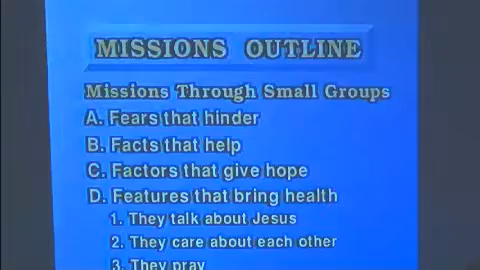 MISSIONS OUTLINE
Missions Through Small Groups
A. Fears that hinder
B. Facts that help
C. Factors that give hope
D. Features that bring health
1. They talk about Jesus
2. They care about each other
3. They pray